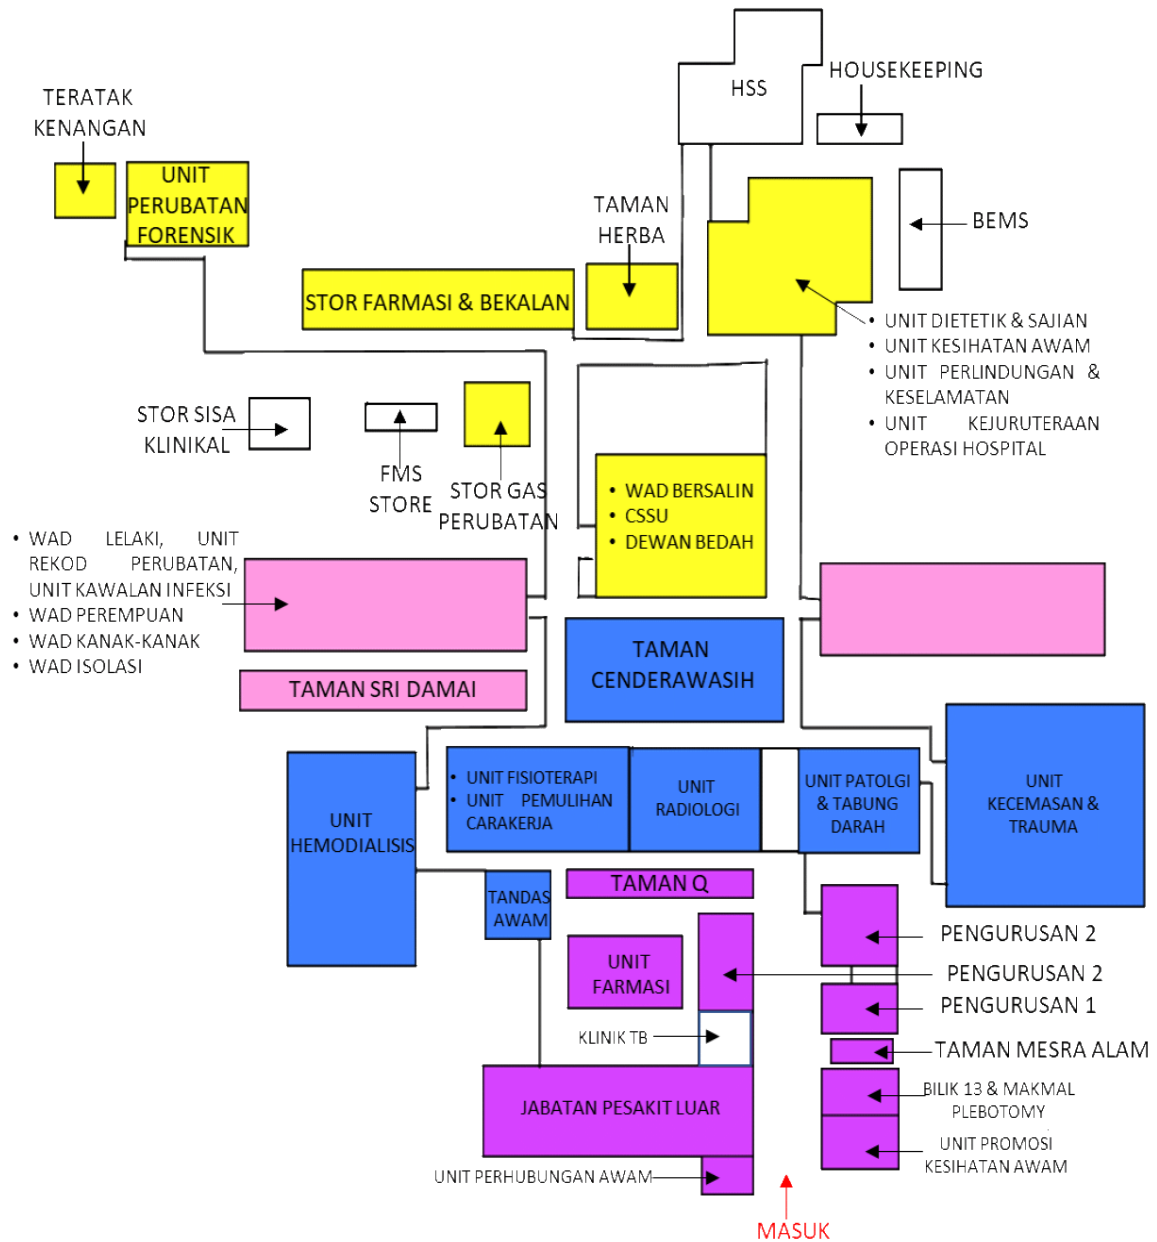 HSS
HOUSEKEEPING
TERATAK
KENANGAN
UNIT
PERUBATAN
FORENSIK
TAMAN
HERBA
BEMS
STOR FARMASI & BEKALAN
• UNIT DIETETIK & SAJIAN
• UNIT KESIHATAN AWAM
• UNIT PERLINDUNGAN &
KESELAMATAN
• UNIT KEJURUTERAAN
OPERASI HOSPITAL
STOR SISA
KLINIKAL
FMS
STORE
STOR GAS
PERUBATAN
• WAD BERSALIN
• CSSU
• DEWAN BEDAH
• WAD LELAKI, UNIT
REKOD PERUBATAN,
UNIT KAWALAN INFEKSI
• WAD PEREMPUAN
• WAD KANAK-KANAK
• WAD ISOLASI
TAMAN
CENDERAWASIH
TAMAN SRI DAMAI
UNIT
HEMODIALISIS
• UNIT FISIOTERAPI
• UNIT PEMULIHAN
CARAKERJA
UNIT
RADIOLOGI
UNIT PATOLGI
& TABUNG
DARAH
UNIT
KECEMASAN &
TRAUMA
TANDAS
AWAM
TAMAN Q
UNIT
FARMASI
PENGURUSAN 2
PENGURUSAN 2
PENGURUSAN 1
KLINIK TB
TAMAN MESRA ALAM
JABATAN PESAKIT LUAR
BILIK 13 & MAKMAL
PLEBOTOMY
UNIT PROMOSI
KESIHATAN AWAM
UNIT PERHUBUNGAN AWAM
MASUK